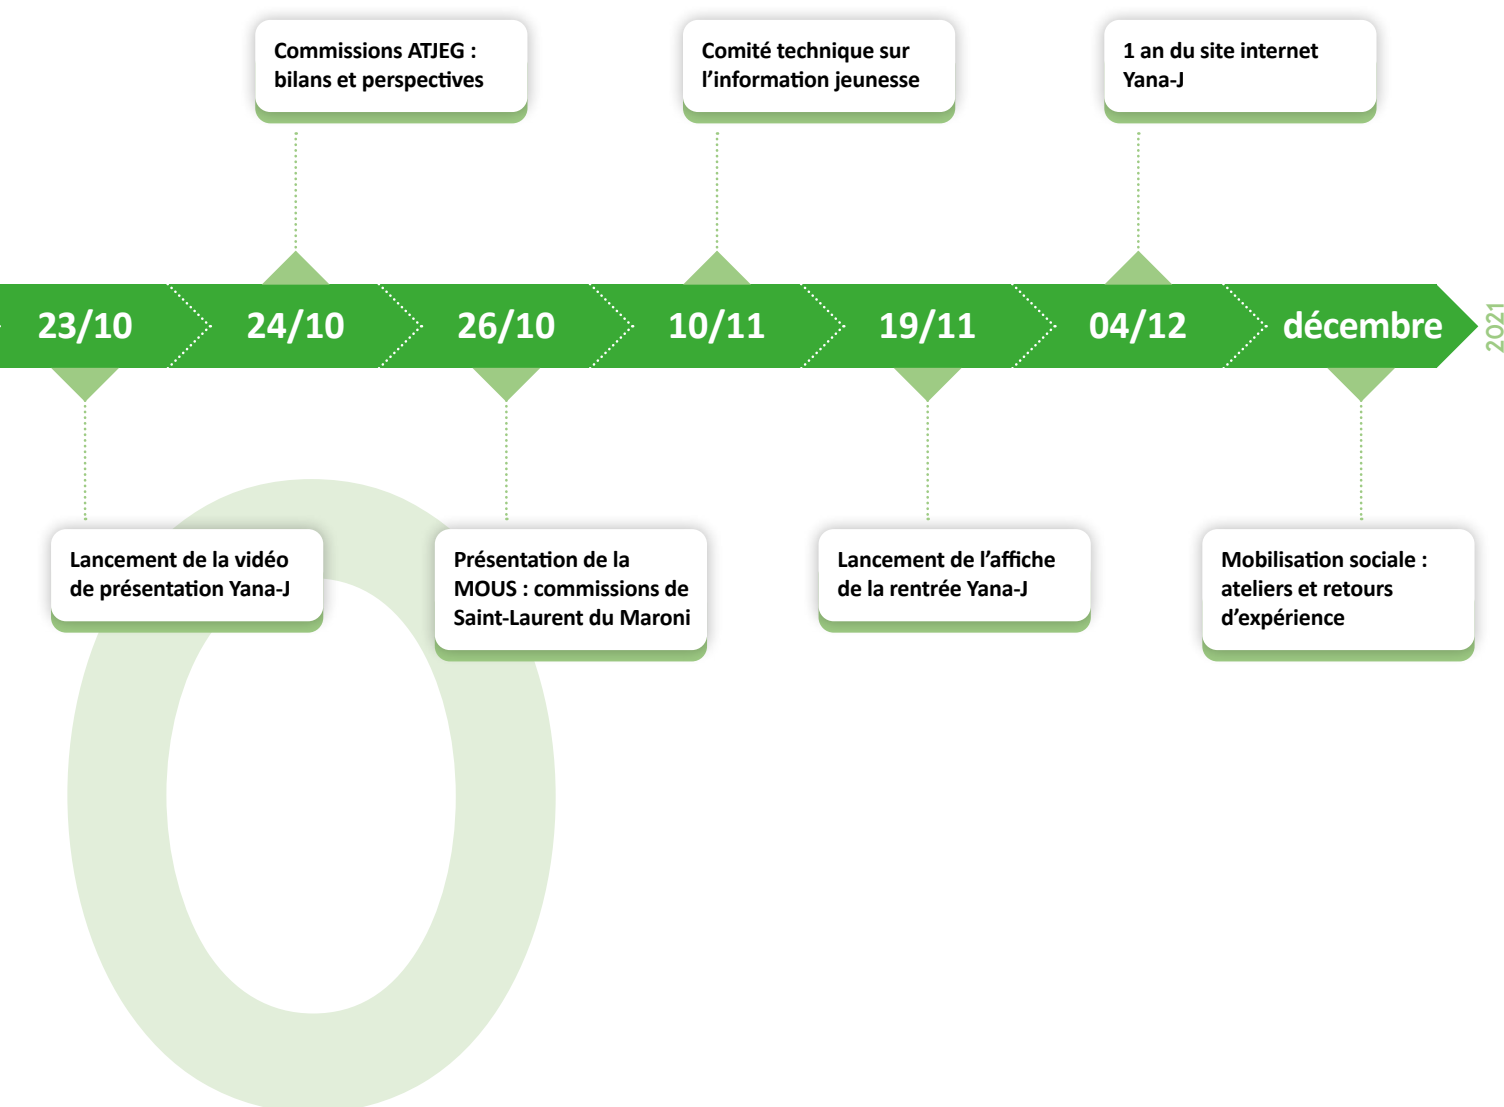 Commissions ATJEG :
bilans et perspectives
Comité technique sur
l’information jeunesse
1 an du site internet
Yana-J
23/10
24/10
26/10
10/11
19/11
04/12
décembre
2021
Lancement de la vidéo
de présentation Yana-J
Présentation de la
MOUS : commissions de
Saint-Laurent du Maroni
Lancement de l’affiche
de la rentrée Yana-J
Mobilisation sociale :
ateliers et retours
d’expérience
0